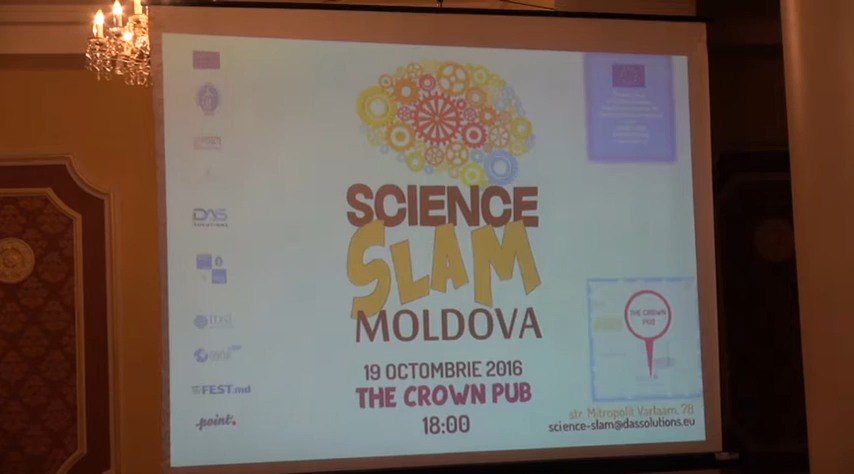 SCIENCE
SLAM
MOLDOVA
19 OCTOMBRIE 2016
THE CROWN PUB
18:00
DAS
FEST.md
point.
THE CROWN
PUB
str. Mitropolit Varlaam, 78
science-slam@dassolutions.eu